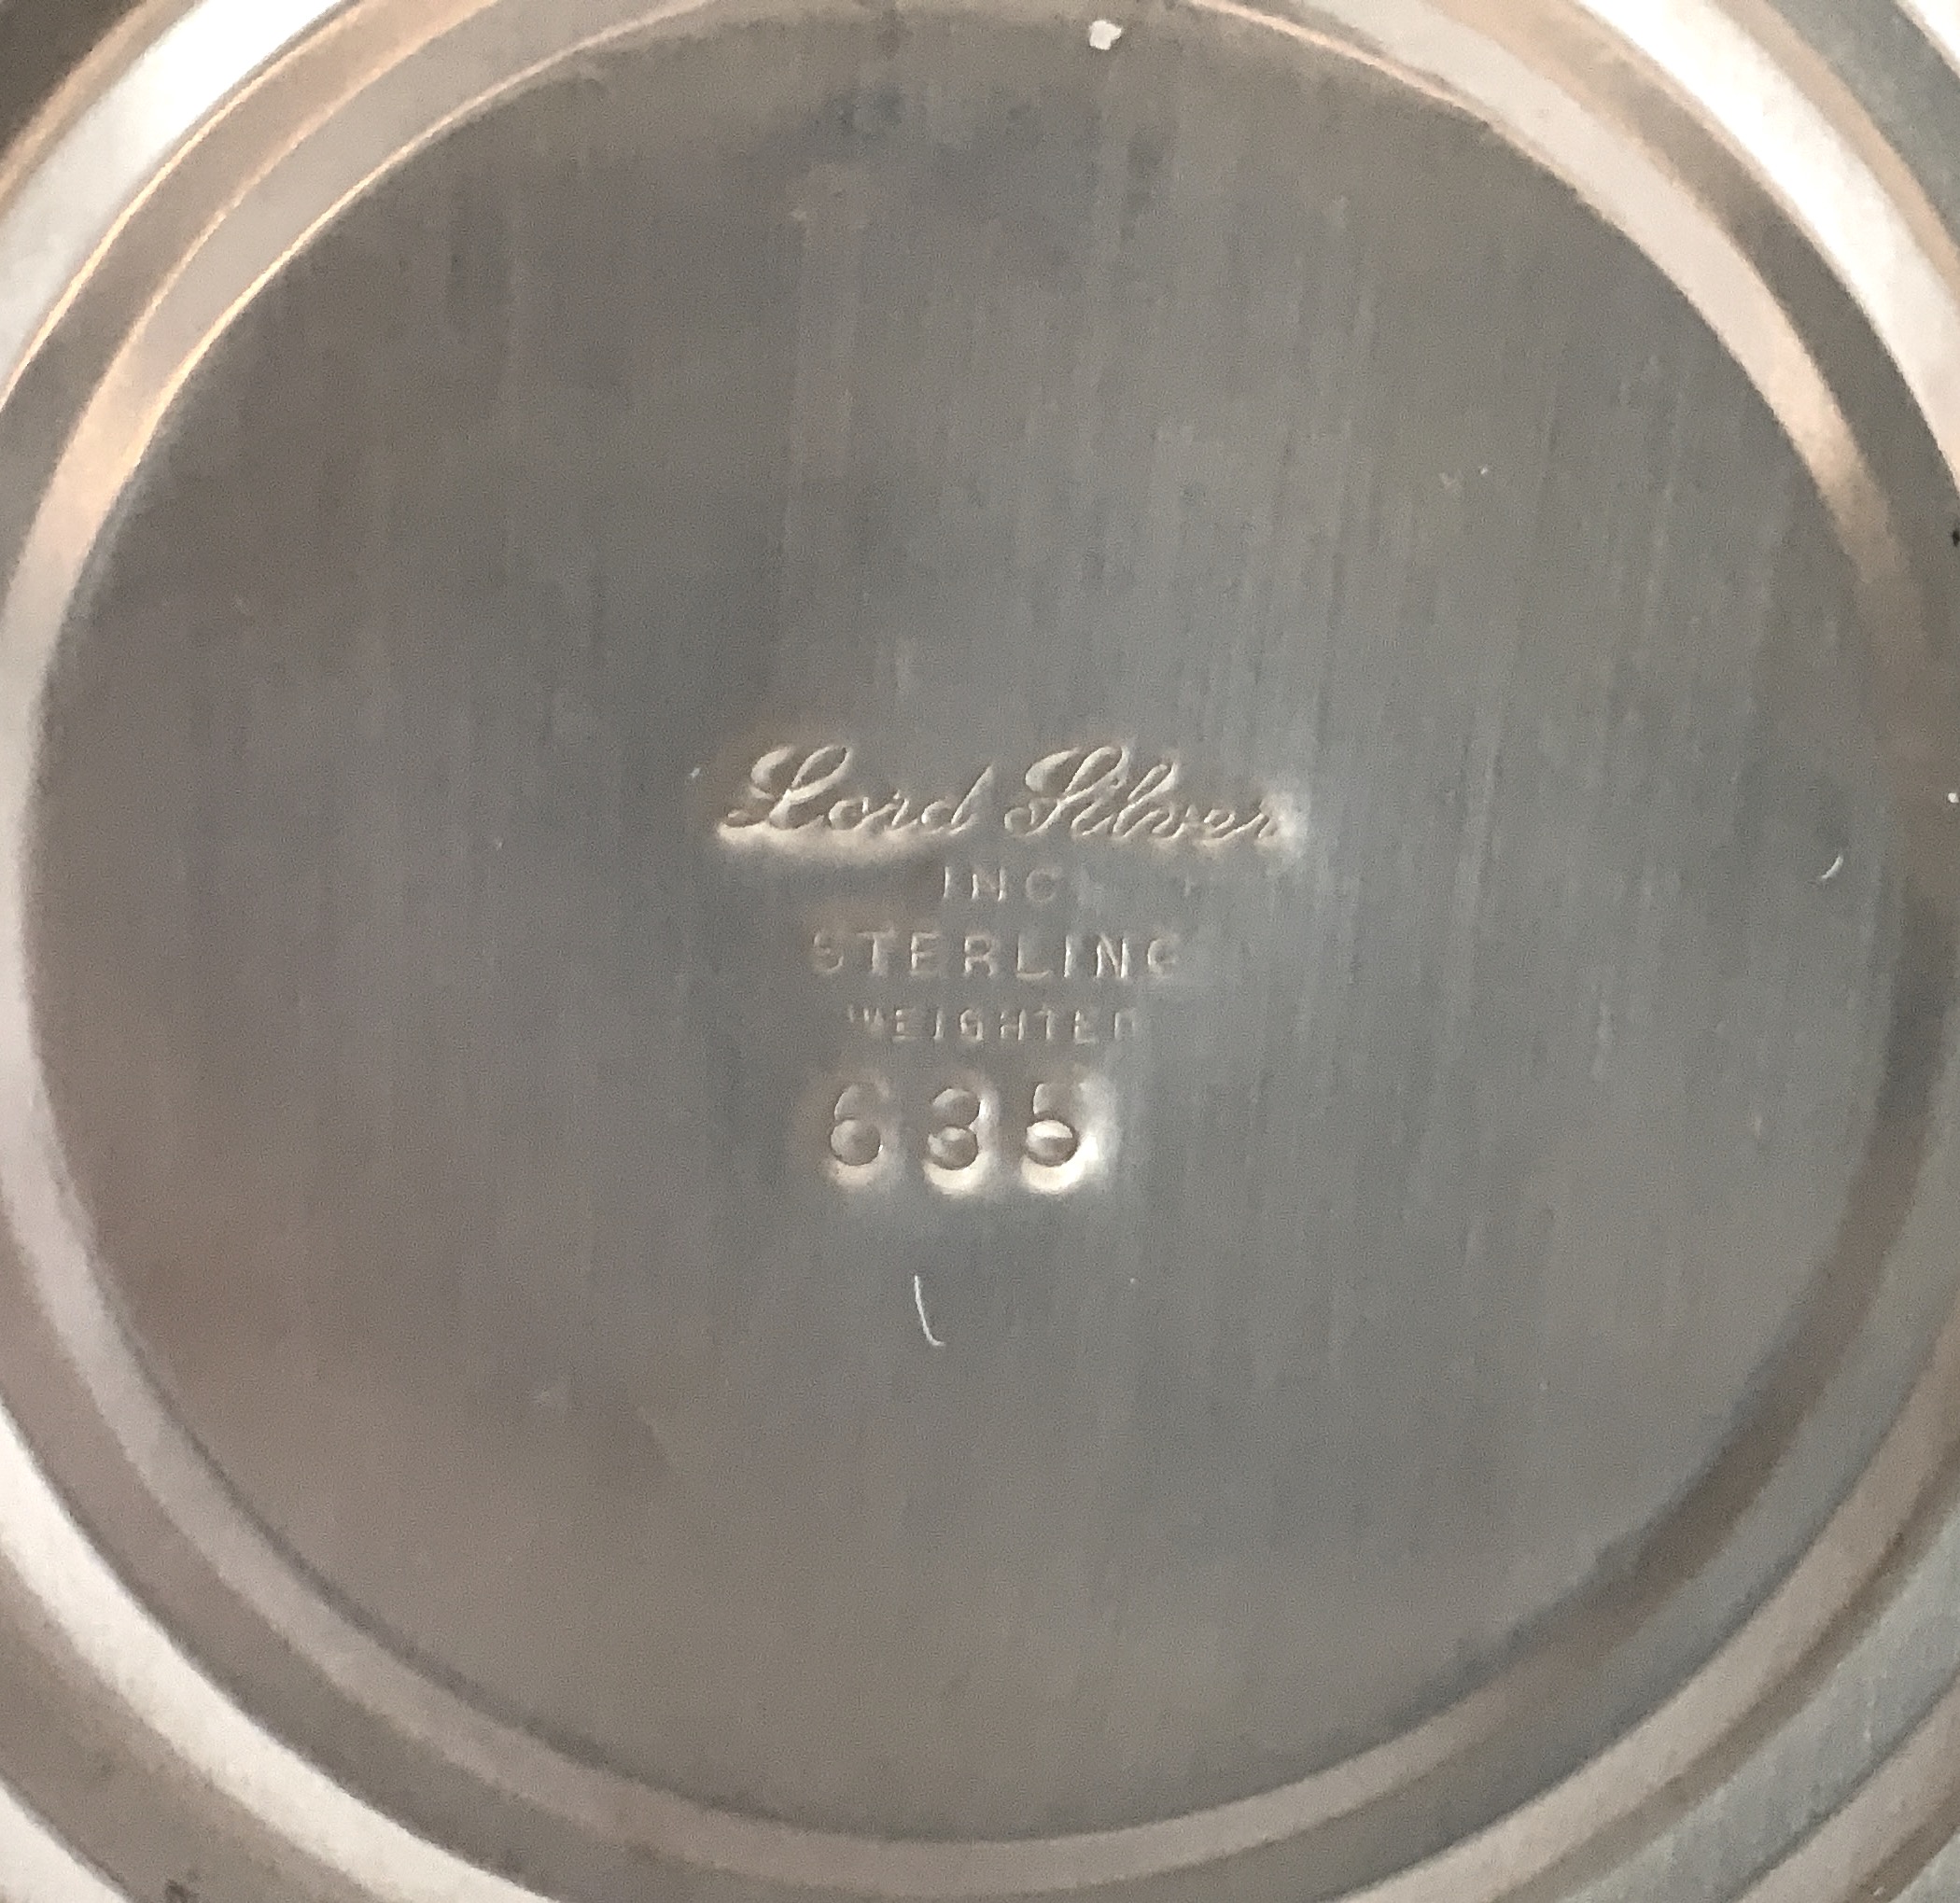 Lord Silver
INC.
STERLING
WEIGHTED
635